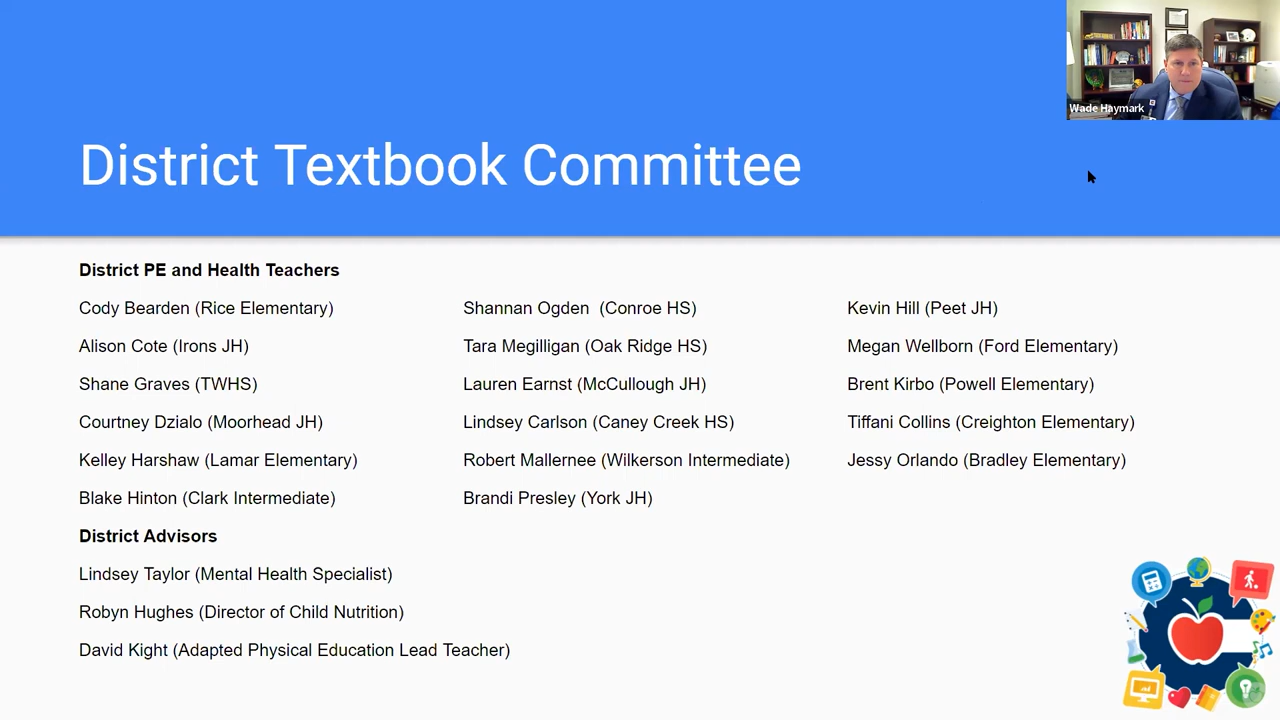 Wade Haymark
District Textbook Committee
District PE and Health Teachers
Cody Bearden (Rice Elementary)
Alison Cote (Irons JH)
Shane Graves (TWHS)
Courtney Dzialo (Moorhead JH)
Kelley Harshaw (Lamar Elementary)
Blake Hinton (Clark Intermediate)
Shannan Ogden (Conroe HS)
Tara Megilligan (Oak Ridge HS)
Lauren Earnst (McCullough JH)
Lindsey Carlson (Caney Creek HS)
Robert Mallernee (Wilkerson Intermediate)
Brandi Presley (York JH)
Kevin Hill (Peet JH)
Megan Wellborn (Ford Elementary)
Brent Kirbo (Powell Elementary)
Tiffani Collins (Creighton Elementary)
Jessy Orlando (Bradley Elementary)
District Advisors
Lindsey Taylor (Mental Health Specialist)
Robyn Hughes (Director of Child Nutrition)
David Kight (Adapted Physical Education Lead Teacher)